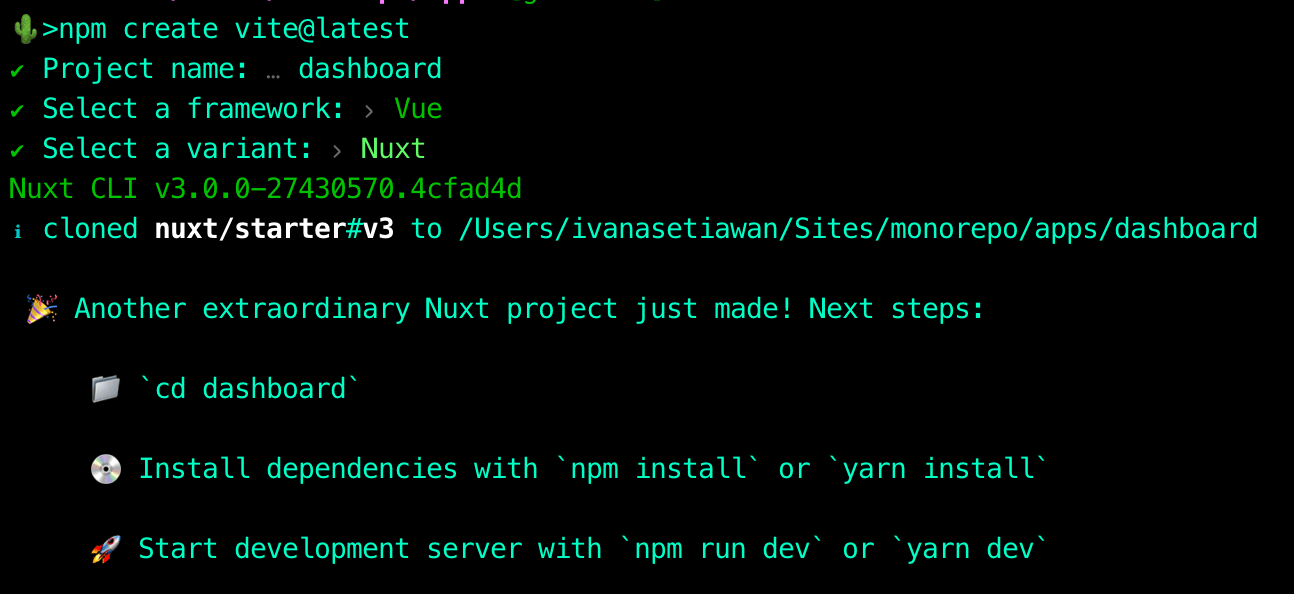 🌵>npm create vite@latest
✔ Project name: … dashboard
✔ Select a framework: › Vue
✔ Select a variant: › Nuxt
Nuxt CLI v3.0.0-27430570.4cfad4d
ℹ cloned nuxt/starter#v3 to /Users/ivanasetiawan/Sites/monorepo/apps/dashboard
🎉 Another extraordinary Nuxt project just made! Next steps:
📁 `cd dashboard`
💿 Install dependencies with `npm install` or `yarn install`
🚀 Start development server with `npm run dev` or `yarn dev`